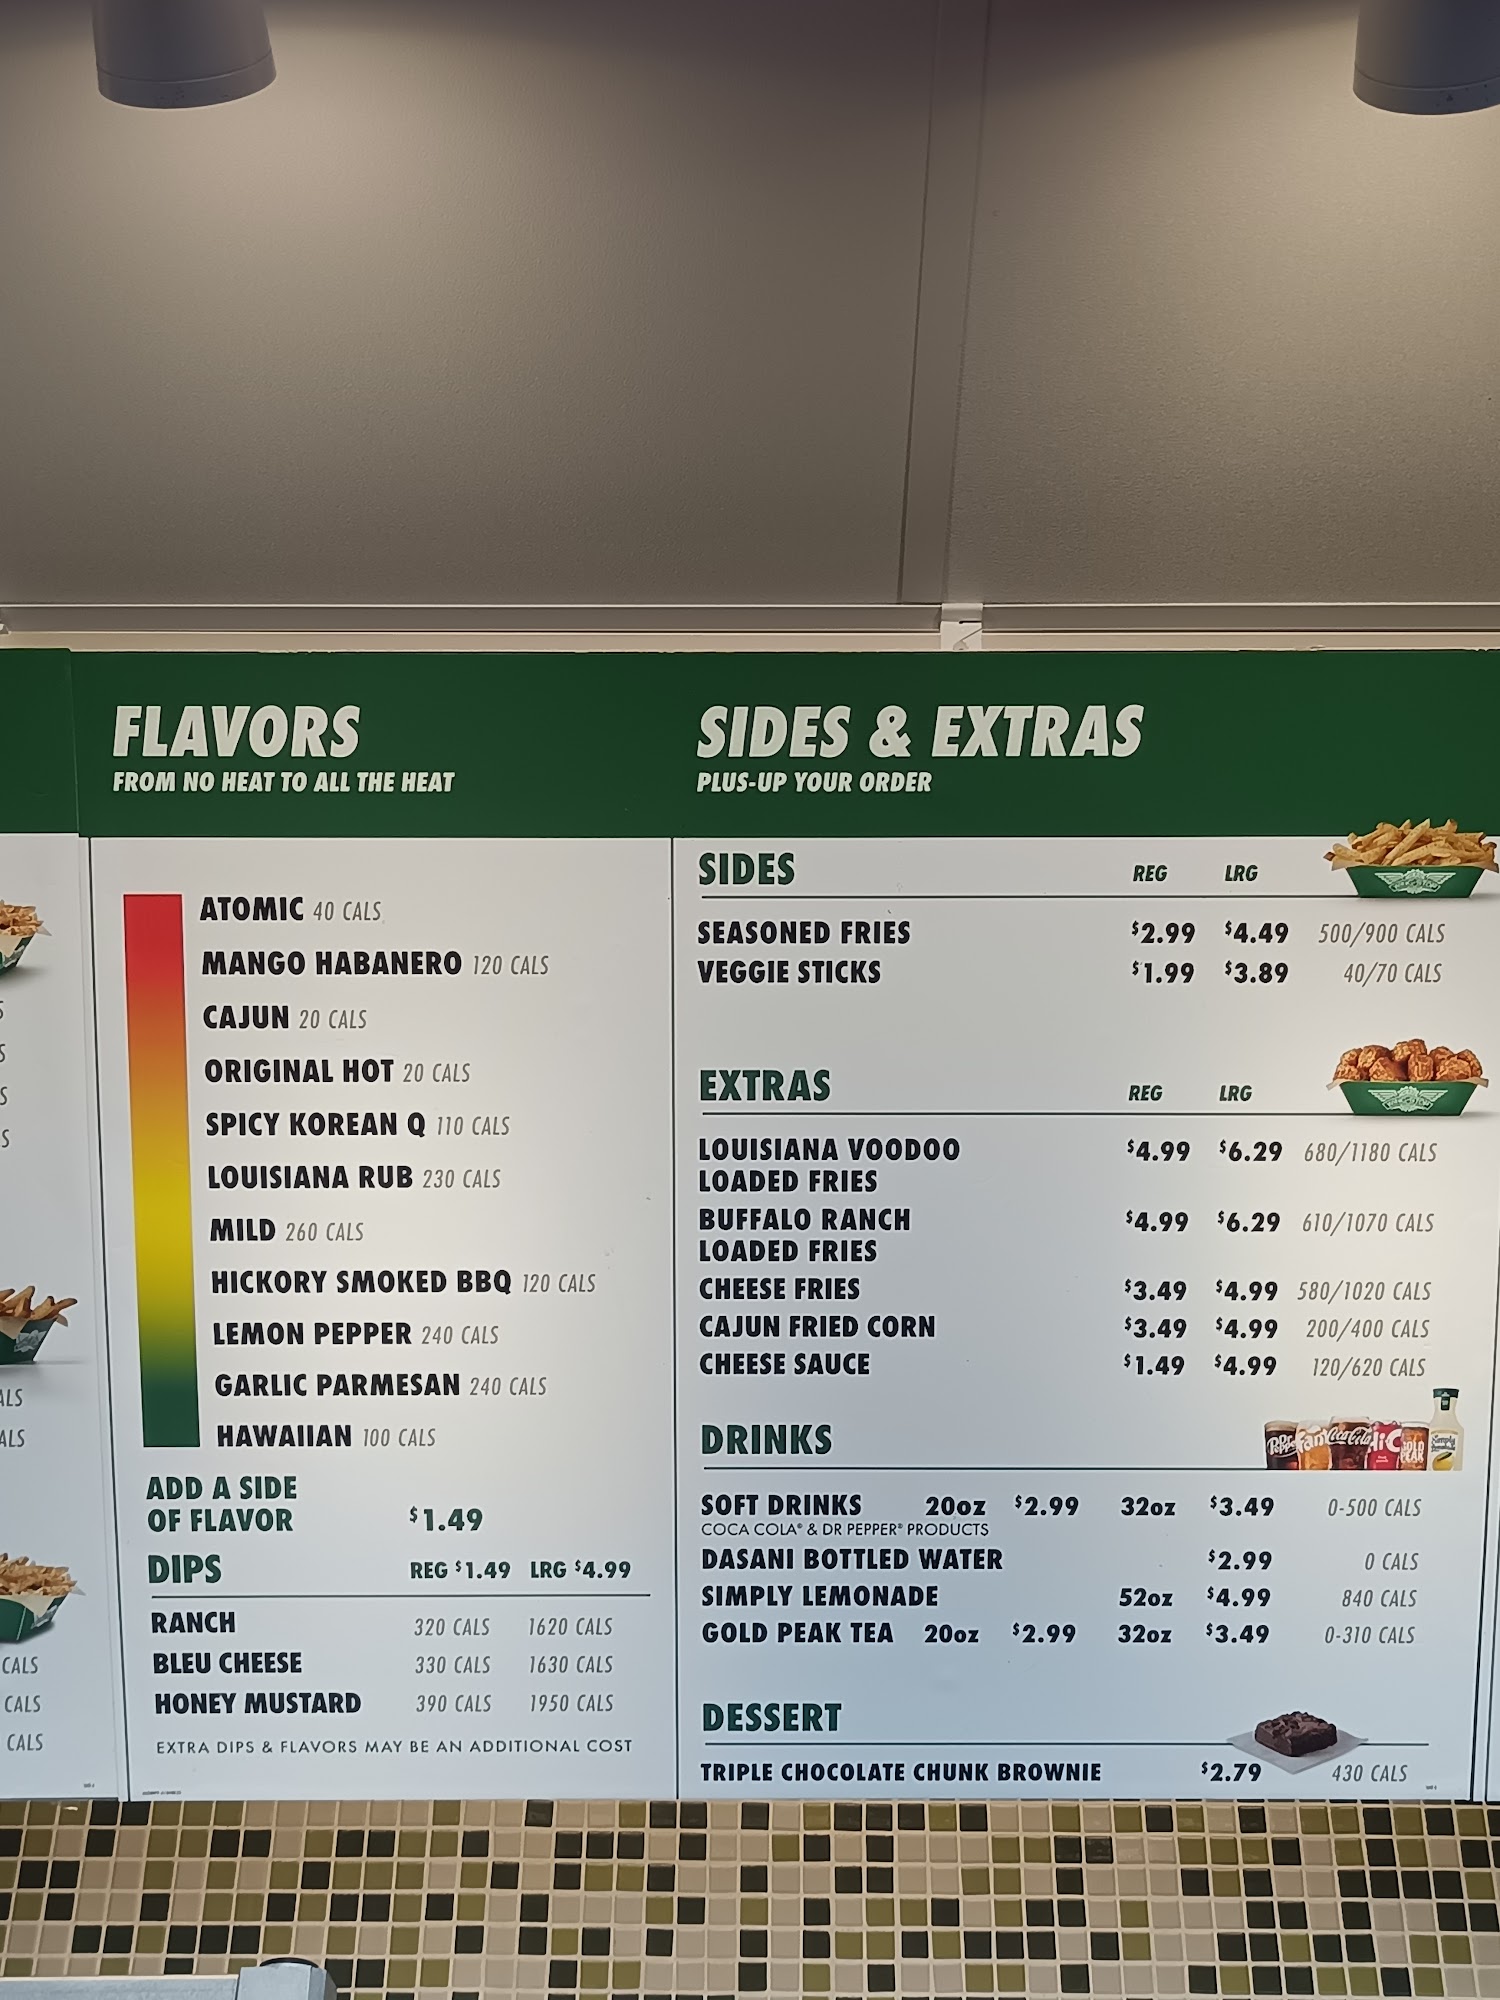 FLAVORS
FROM NO HEAT TO ALL THE HEAT
ATOMIC 40 CALS
MANGO HABANERO 120 CALS
CAJUN 20 CALS
ORIGINAL HOT 20 CALS
SPICY KOREAN Q 110 CALS
LOUISIANA RUB 230 CALS
MILD 260 CALS
HICKORY SMOKED BBQ 120 CALS
LEMON PEPPER 240 CALS
GARLIC PARMESAN 240 CALS
HAWAIIAN 100 CALS
ADD A SIDE
OF FLAVOR $1.49
DIPS REG $1.49 LRG $4.99
RANCH 320 CALS 1620 CALS
BLEU CHEESE 330 CALS 1630 CALS
HONEY MUSTARD 390 CALS 1950 CALS
EXTRA DIPS & FLAVORS MAY BE AN ADDITIONAL COST
SIDES & EXTRAS
PLUS-UP YOUR ORDER
SIDES REG LRG
SEASONED FRIES $2.99 $4.49 500/900 CALS
VEGGIE STICKS $1.99 $3.89 40/70 CALS
EXTRAS REG LRG
LOUISIANA VOODOO $4.99 $6.29 680/1180 CALS
LOADED FRIES
BUFFALO RANCH $4.99 $6.29 610/1070 CALS
LOADED FRIES
CHEESE FRIES $3.49 $4.99 580/1020 CALS
CAJUN FRIED CORN $3.49 $4.99 200/400 CALS
CHEESE SAUCE $1.49 $4.99 120/620 CALS
DRINKS
Coca-Cola Hi-C GOLD PEAK Simply
SOFT DRINKS 20oz $2.99 32oz $3.49 0-500 CALS
COCA COLA® & DR PEPPER® PRODUCTS
DASANI BOTTLED WATER $2.99 0 CALS
SIMPLY LEMONADE 52oz $4.99 840 CALS
GOLD PEAK TEA 20oz $2.99 32oz $3.49 0-310 CALS
DESSERT
TRIPLE CHOCOLATE CHUNK BROWNIE $2.79 430 CALS
CALS
CALS
CALS